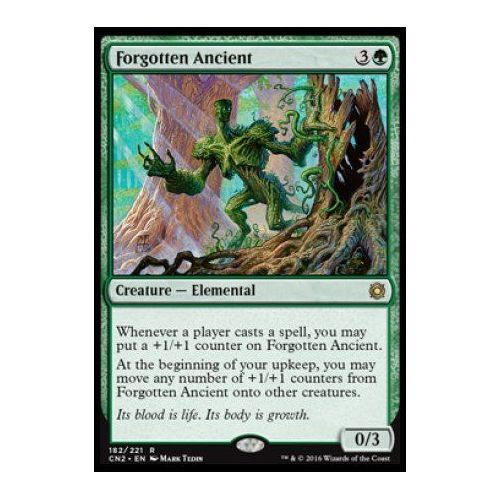 Forgotten Ancient 3
Creature — Elemental
Whenever a player casts a spell, you may
put a +1/+1 counter on Forgotten Ancient.
At the beginning of your upkeep, you may
move any number of +1/+1 counters from
Forgotten Ancient onto other creatures.
Its blood is life. Its body is growth.
0/3
182/221 R
CN2 • EN Mark Tedin ™ & © 2016 Wizards of the Coast